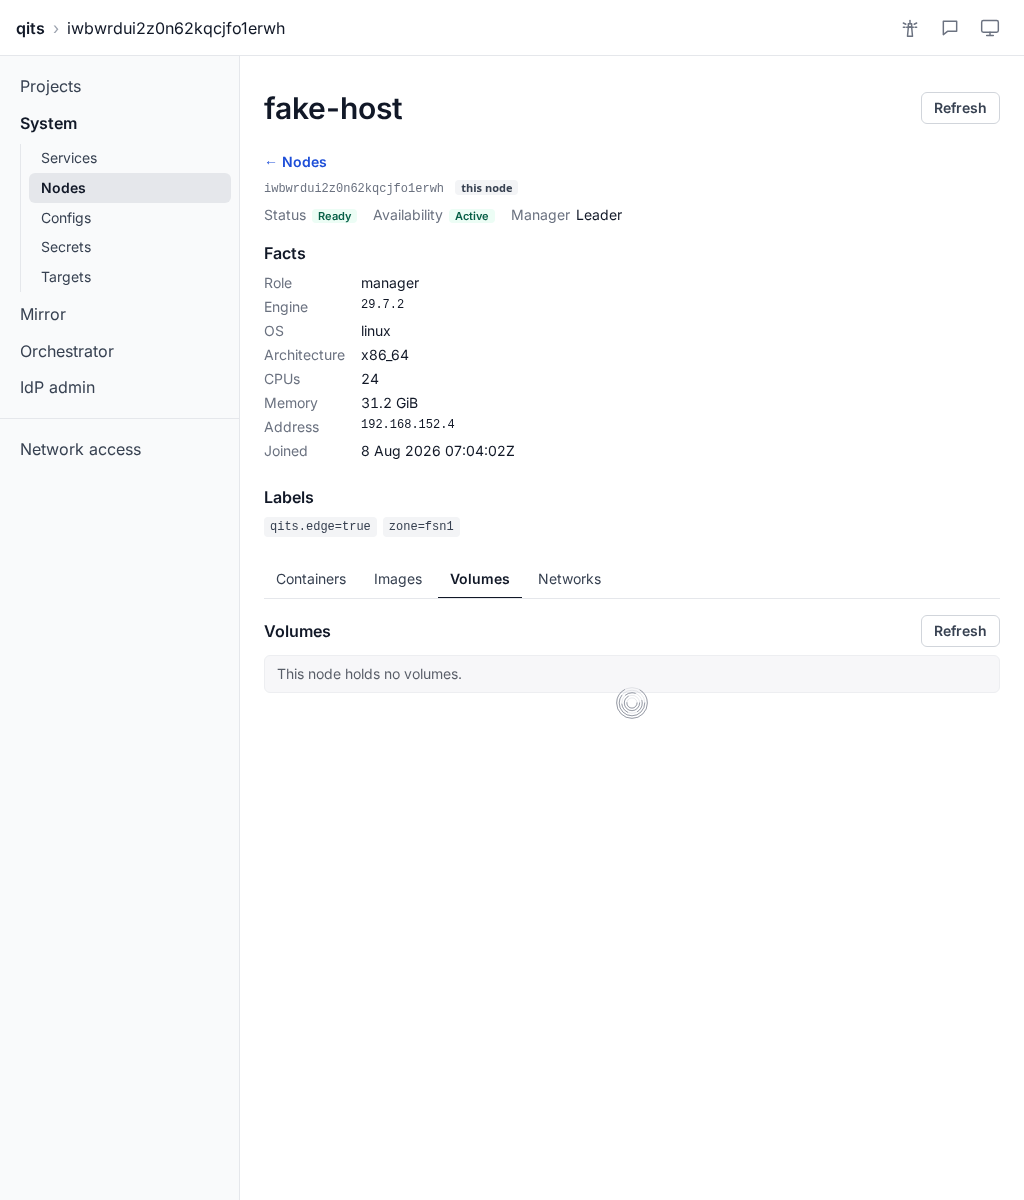 qits › iwbwrdui2z0n62kqcjfo1erwh
Projects
System
Services
Nodes
Configs
Secrets
Targets
Mirror
Orchestrator
IdP admin
Network access
fake-host
Refresh
← Nodes
iwbwrdui2z0n62kqcjfo1erwh this node
Status Ready Availability Active Manager Leader
Facts
Role manager
Engine 29.7.2
OS linux
Architecture x86_64
CPUs 24
Memory 31.2 GiB
Address 192.168.152.4
Joined 8 Aug 2026 07:04:02Z
Labels
qits.edge=true zone=fsn1
Containers Images Volumes Networks
Volumes Refresh
This node holds no volumes.